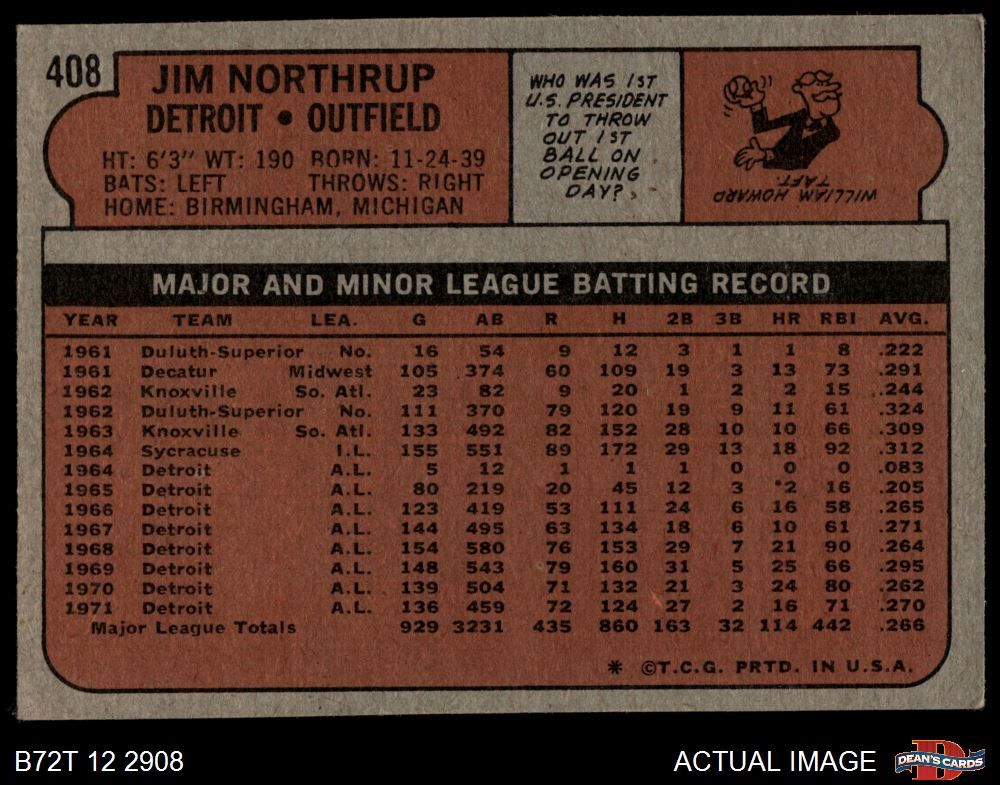 408
JIM NORTHRUP
DETROIT • OUTFIELD
HT: 6'3" WT: 190 BORN: 11-24-39
BATS: LEFT THROWS: RIGHT
HOME: BIRMINGHAM, MICHIGAN
WHO WAS 1ST
U.S. PRESIDENT
TO THROW
OUT 1ST
BALL ON
OPENING
DAY?
WILLIAM HOWARD
TAFT
MAJOR AND MINOR LEAGUE BATTING RECORD
YEAR TEAM LEA. G AB R H 2B 3B HR RBI AVG.
1961 Duluth-Superior No. 16 54 9 12 3 1 1 8 .222
1961 Decatur Midwest 105 374 60 109 19 3 13 73 .291
1962 Knoxville So. Atl. 23 82 9 20 1 2 2 15 .244
1962 Duluth-Superior No. 111 370 79 120 19 9 11 61 .324
1963 Knoxville So. Atl. 133 492 82 152 28 10 10 66 .309
1964 Sycracuse I.L. 155 551 89 172 29 13 18 92 .312
1964 Detroit A.L. 5 12 1 1 1 0 0 0 .083
1965 Detroit A.L. 80 219 20 45 12 3 2 16 .205
1966 Detroit A.L. 123 419 53 111 24 6 16 58 .265
1967 Detroit A.L. 144 495 63 134 18 6 10 61 .271
1968 Detroit A.L. 154 580 76 153 29 7 21 90 .264
1969 Detroit A.L. 148 543 79 160 31 5 25 66 .295
1970 Detroit A.L. 139 504 71 132 21 3 24 80 .262
1971 Detroit A.L. 136 459 72 124 27 2 16 71 .270
Major League Totals 929 3231 435 860 163 32 114 442 .266
* ©T.C.G. PRTD. IN U.S.A.
B72T 12 2908
ACTUAL IMAGE
D
DEAN'S CARDS